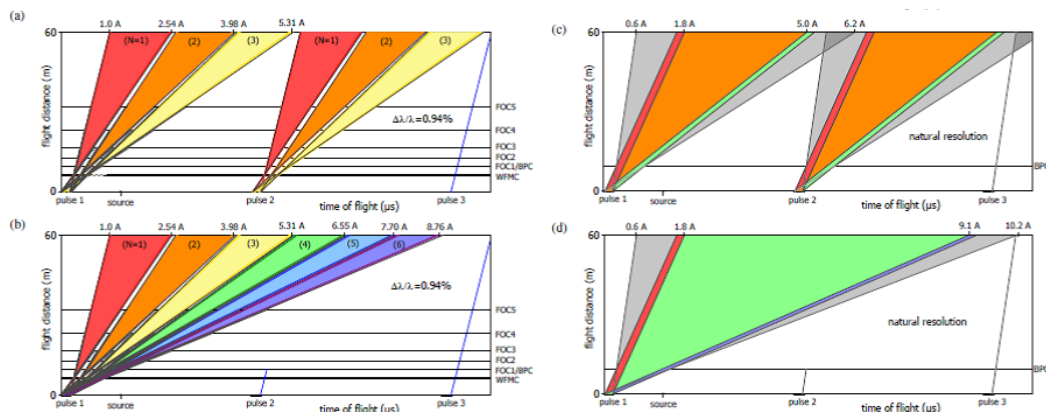 (a)
1.0 A 2.54 A 3.98 A 5.31 A
60
(N=1) (2) (3) (N=1) (2) (3)
flight distance (m)
Δλ/λ=0.94%
FOC5
FOC4
FOC3
FOC2
FOC1/BPC
WFMC
0
pulse 1 source pulse 2 time of flight (μs) pulse 3
(b)
1.0 A 2.54 A 3.98 A 5.31 A 6.55 A 7.70 A 8.76 A
60
(N=1) (2) (3) (4) (5) (6)
flight distance (m)
Δλ/λ=0.94%
FOC5
FOC4
FOC3
FOC2
FOC1/BPC
WFMC
0
pulse 1 source pulse 2 time of flight (μs) pulse 3
(c)
0.6 A 1.8 A 5.0 A 6.2 A
60
flight distance (m)
natural resolution
BPC
0
pulse 1 source pulse 2 time of flight (μs) pulse 3
(d)
0.6 A 1.8 A 9.1 A 10.2 A
60
flight distance (m)
natural resolution
BPC
0
pulse 1 source pulse 2 time of flight (μs) pulse 3